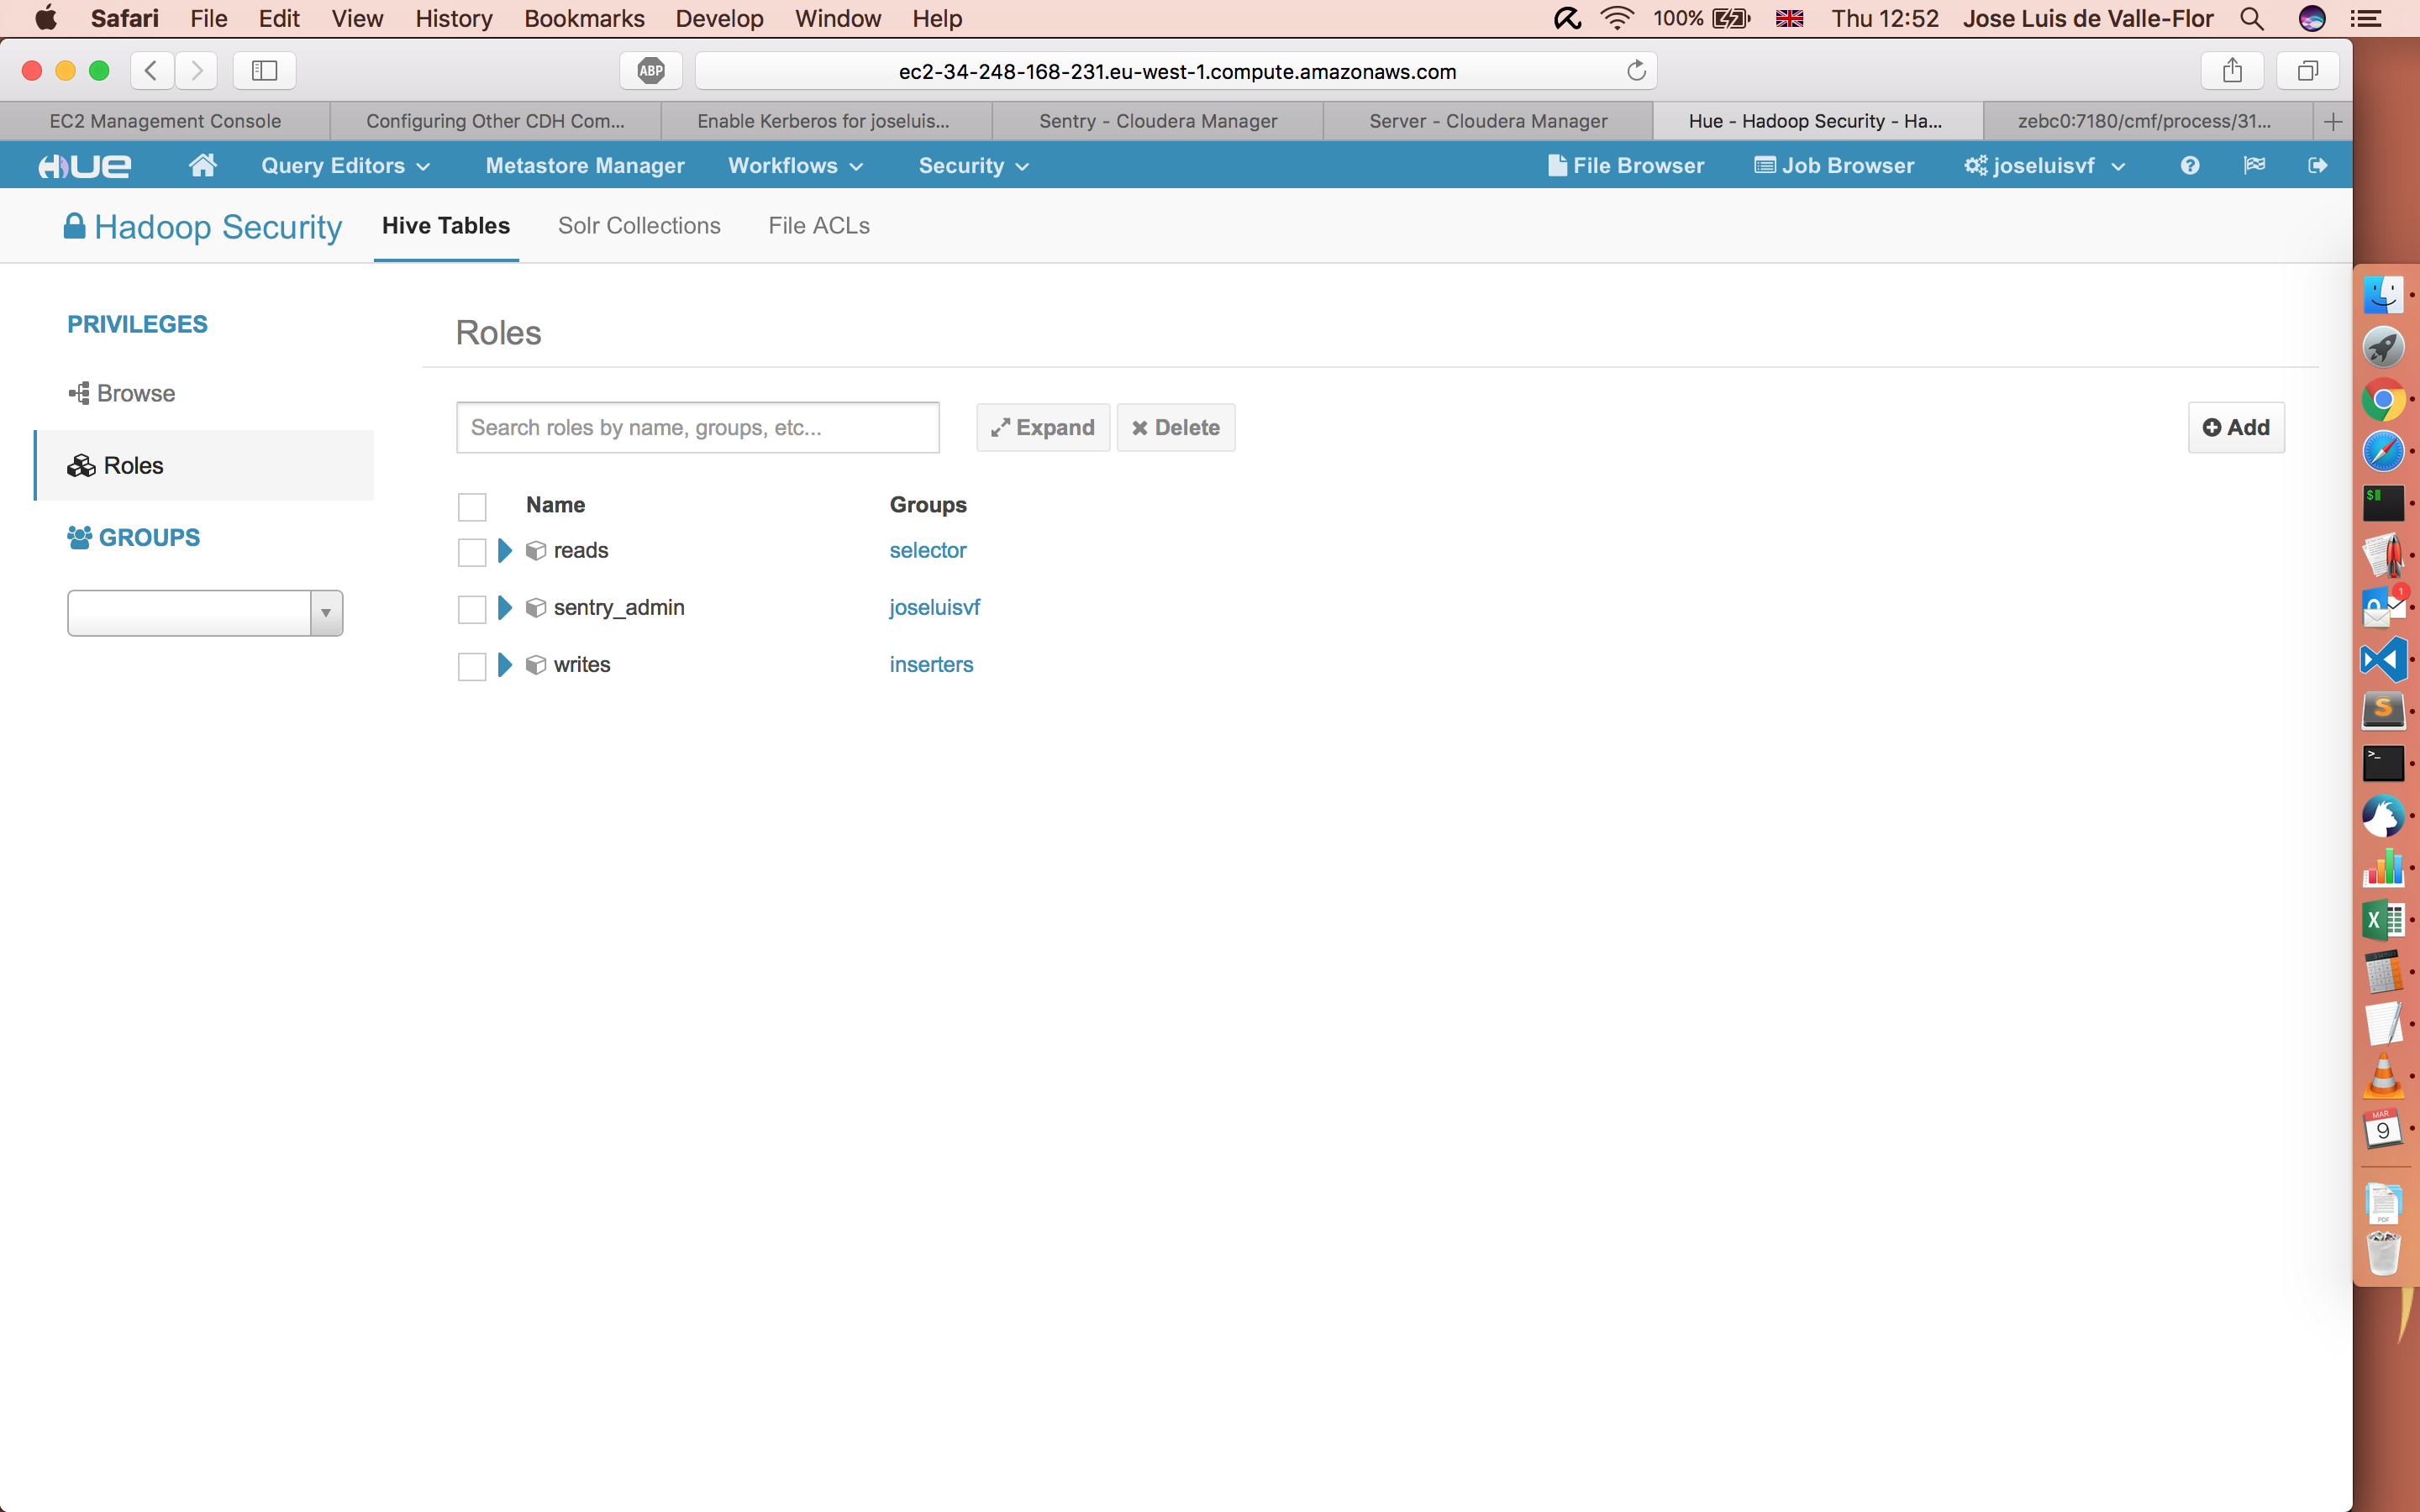 Safari File Edit View History Bookmarks Develop Window Help 100% Thu 12:52 Jose Luis de Valle-Flor
ABP ec2-34-248-168-231.eu-west-1.compute.amazonaws.com
EC2 Management Console Configuring Other CDH Com... Enable Kerberos for joseluis... Sentry - Cloudera Manager Server - Cloudera Manager Hue - Hadoop Security - Ha... zebc0:7180/cmf/process/31...
HUE Query Editors Metastore Manager Workflows Security File Browser Job Browser joseluisvf
Hadoop Security Hive Tables Solr Collections File ACLs
PRIVILEGES
Browse
Roles
GROUPS
Roles
Search roles by name, groups, etc... Expand Delete Add
Name Groups
reads selector
sentry_admin joseluisvf
writes inserters
1
MAR
9
PDF